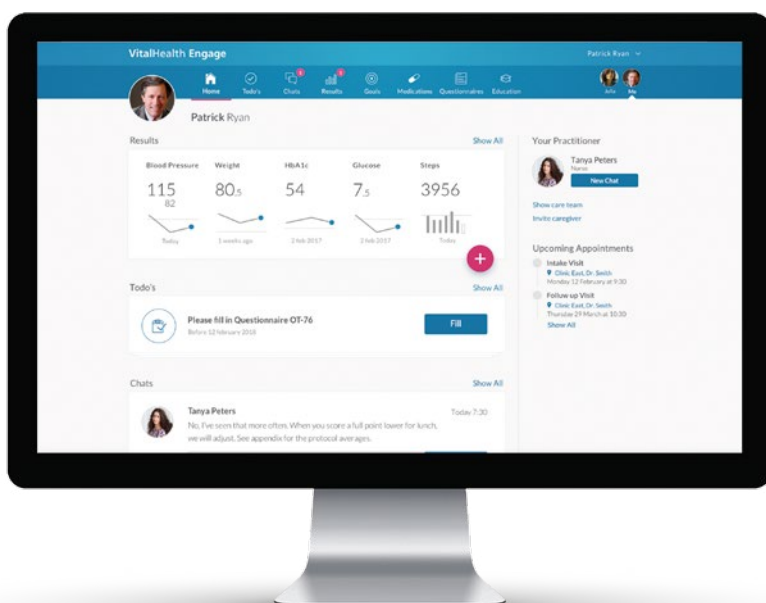 VitalHealth Engage
Patrick Ryan
Home Todo's Chats Results Goals Medications Questionnaires Education
Me
Patrick Ryan
Results Show All
Blood Pressure Weight HbA1c Glucose Steps
115 80.5 54 7.5 3956
82
Today 3 weeks ago 2 feb 2017 2 feb 2017 Today
+
Todo's Show All
Please fill in Questionnaire OT-76
Before 12 february 2018
Fill
Chats Show All
Tanya Peters Today 7:30
No, I've seen that more often. When you score a full point lower for lunch,
we will adjust. See appendix for the protocol averages.
Your Practitioner
Tanya Peters
New Chat
Show care team
Invite caregiver
Upcoming Appointments
Intake Visit
Clinic East, Dr. Smith
Monday 12 February at 9:30
Follow up Visit
Clinic East, Dr. Smith
Thursday 29 March at 10:30
Show All